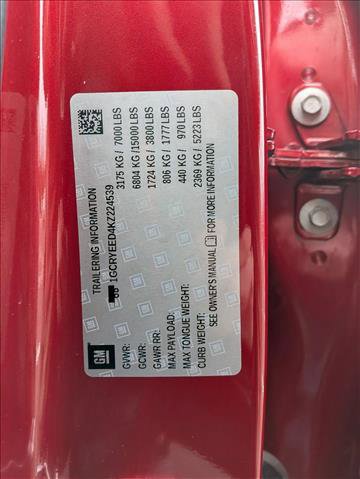 GM
TRAILERING INFORMATION
1GCRYEED4KZ224539
GVWR: 3175 KG / 7000 LBS
GCWR: 6804 KG /15000 LBS
GAWR RR: 1724 KG / 3800 LBS
MAX PAYLOAD: 806 KG / 1777 LBS
MAX TONGUE WEIGHT: 440 KG / 970 LBS
CURB WEIGHT: 2369 KG / 5223 LBS
SEE OWNER'S MANUAL FOR MORE INFORMATION